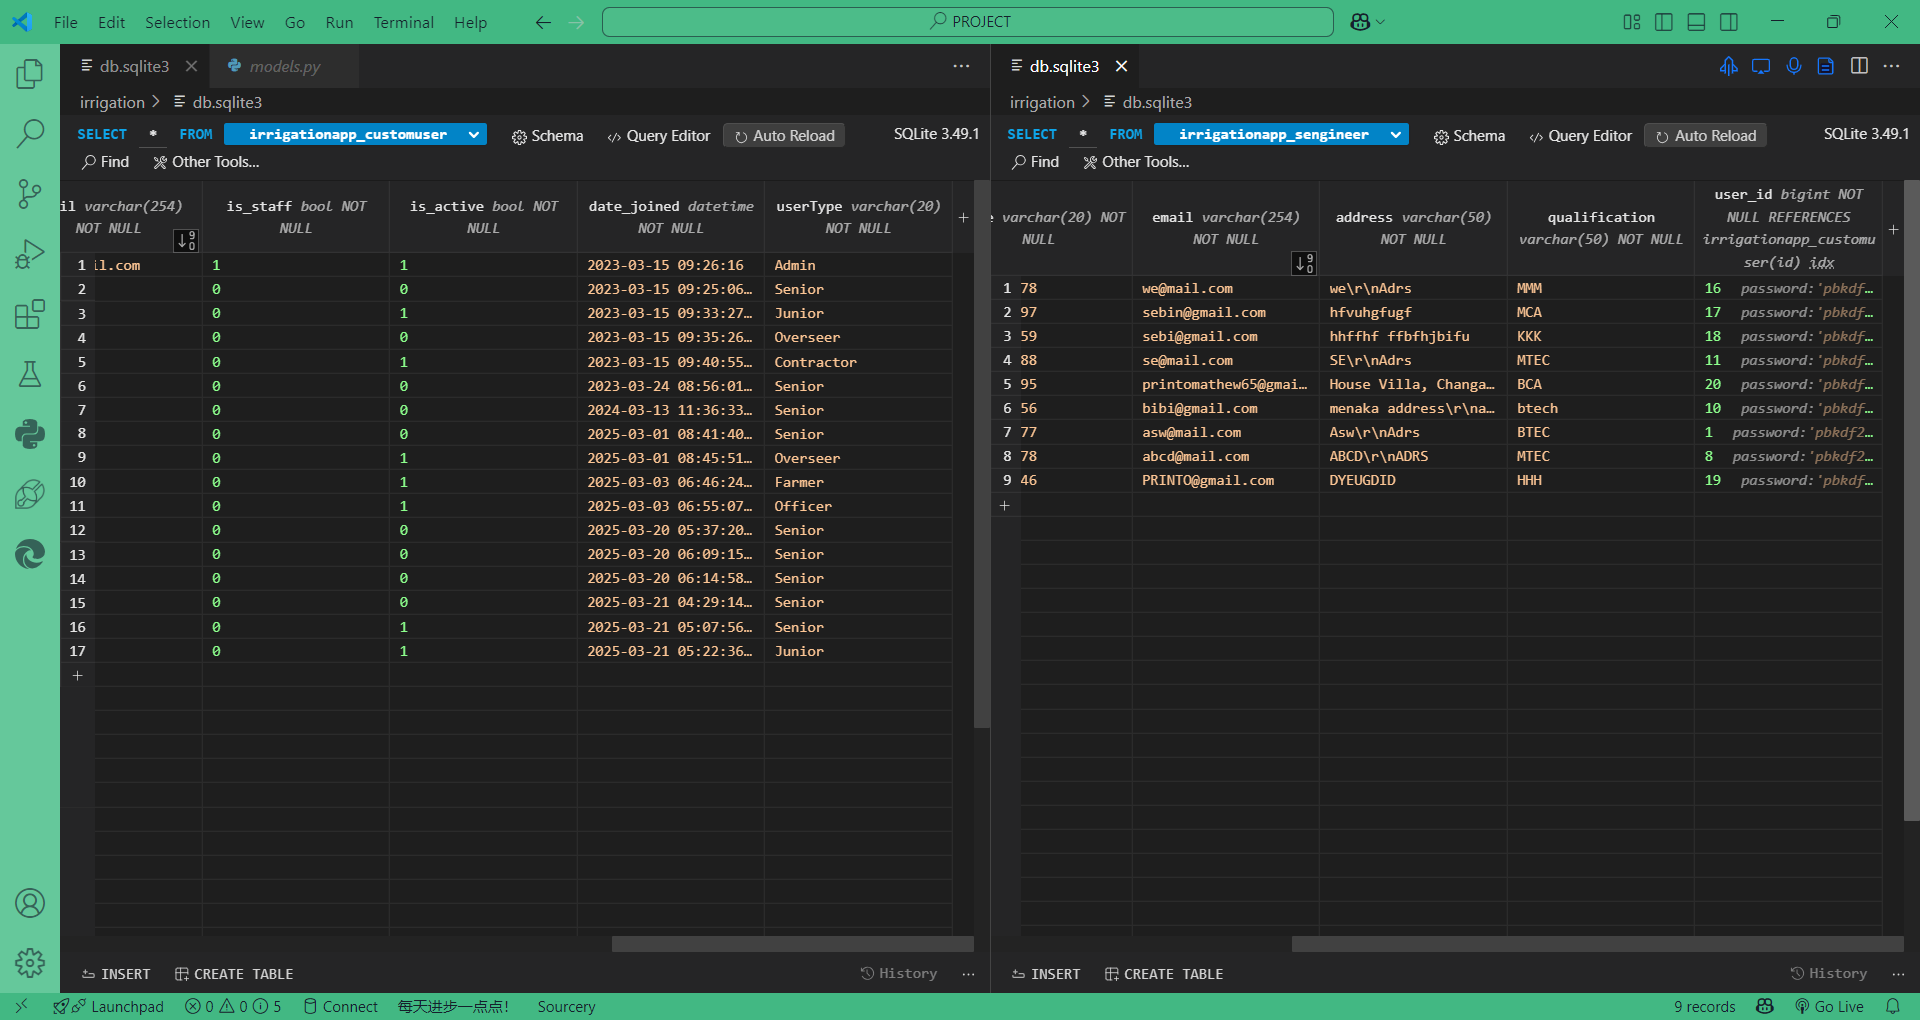 File Edit Selection View Go Run Terminal Help PROJECT
db.sqlite3 models.py
irrigation > db.sqlite3
SELECT * FROM irrigationapp_customuser Schema Query Editor Auto Reload SQLite 3.49.1
Find Other Tools...
il varchar(254) NOT NULL is_staff bool NOT NULL is_active bool NOT NULL date_joined datetime NOT NULL userType varchar(20) NOT NULL +
1 il.com 1 1 2023-03-15 09:26:16 Admin
2 0 0 2023-03-15 09:25:06… Senior
3 0 1 2023-03-15 09:33:27… Junior
4 0 0 2023-03-15 09:35:26… Overseer
5 0 1 2023-03-15 09:40:55… Contractor
6 0 0 2023-03-24 08:56:01… Senior
7 0 0 2024-03-13 11:36:33… Senior
8 0 0 2025-03-01 08:41:40… Senior
9 0 1 2025-03-01 08:45:51… Overseer
10 0 1 2025-03-03 06:46:24… Farmer
11 0 1 2025-03-03 06:55:07… Officer
12 0 0 2025-03-20 05:37:20… Senior
13 0 0 2025-03-20 06:09:15… Senior
14 0 0 2025-03-20 06:14:58… Senior
15 0 0 2025-03-21 04:29:14… Senior
16 0 1 2025-03-21 05:07:56… Senior
17 0 1 2025-03-21 05:22:36… Junior
+
INSERT CREATE TABLE History ...
db.sqlite3
irrigation > db.sqlite3
SELECT * FROM irrigationapp_sengineer Schema Query Editor Auto Reload SQLite 3.49.1
Find Other Tools...
e varchar(20) NOT NULL email varchar(254) NOT NULL address varchar(50) NOT NULL qualification varchar(50) NOT NULL user_id bigint NOT NULL REFERENCES irrigationapp_customuser(id) idx +
1 78 we@mail.com we\r\nAdrs MMM 16 password:'pbkdf…
2 97 sebin@gmail.com hfvuhgfugf MCA 17 password:'pbkdf…
3 59 sebi@gmail.com hhffhf ffbfhjbifu KKK 18 password:'pbkdf…
4 88 se@mail.com SE\r\nAdrs MTEC 11 password:'pbkdf…
5 95 printomathew65@gmai… House Villa, Changa… BCA 20 password:'pbkdf…
6 56 bibi@gmail.com menaka address\r\na… btech 10 password:'pbkdf…
7 77 asw@mail.com Asw\r\nAdrs BTEC 1 password:'pbkdf2…
8 78 abcd@mail.com ABCD\r\nADRS MTEC 8 password:'pbkdf2…
9 46 PRINTO@gmail.com DYEUGDID HHH 19 password:'pbkdf…
+
INSERT CREATE TABLE History ...
Launchpad 0 0 5 Connect 每天进步一点点! Sourcery 9 records Go Live